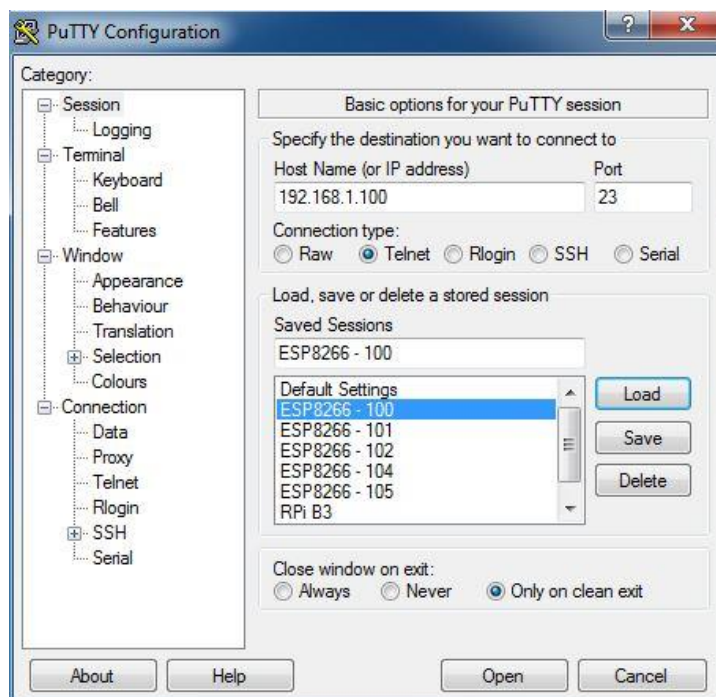 PuTTY Configuration
?
X
Category:
Session
Logging
Terminal
Keyboard
Bell
Features
Window
Appearance
Behaviour
Translation
Selection
Colours
Connection
Data
Proxy
Telnet
Rlogin
SSH
Serial
Basic options for your PuTTY session
Specify the destination you want to connect to
Host Name (or IP address) Port
192.168.1.100 23
Connection type:
Raw Telnet Rlogin SSH Serial
Load, save or delete a stored session
Saved Sessions
ESP8266 - 100
Default Settings
ESP8266 - 100
ESP8266 - 101
ESP8266 - 102
ESP8266 - 104
ESP8266 - 105
RPi B3
Load
Save
Delete
Close window on exit:
Always Never Only on clean exit
About Help Open Cancel